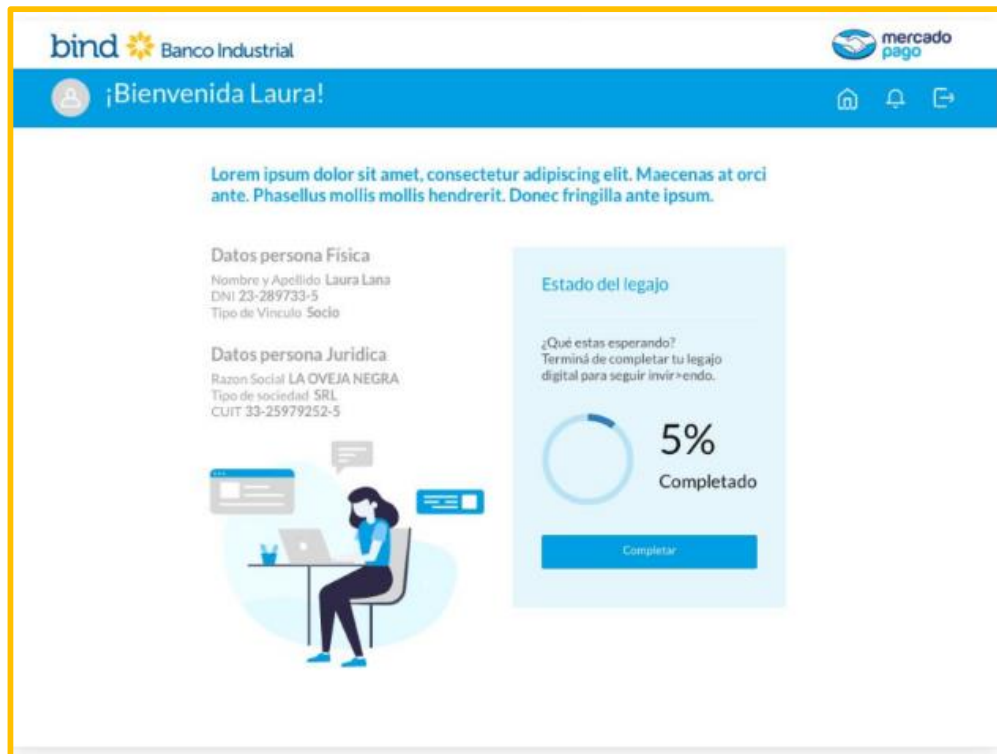 bind Banco Industrial
mercado
pago
¡Bienvenida Laura!
Lorem ipsum dolor sit amet, consectetur adipiscing elit. Maecenas at orci
ante. Phasellus mollis mollis hendrerit. Donec fringilla ante ipsum.
Datos persona Física
Nombre y Apellido Laura Lana
DNI 23-289733-5
Tipo de Vinculo Socio
Datos persona Juridica
Razon Social LA OVEJA NEGRA
Tipo de sociedad SRL
CUIT 33-25979252-5
Estado del legajo
¿Qué estas esperando?
Terminá de completar tu legajo
digital para seguir invir>endo.
5%
Completado
Completar